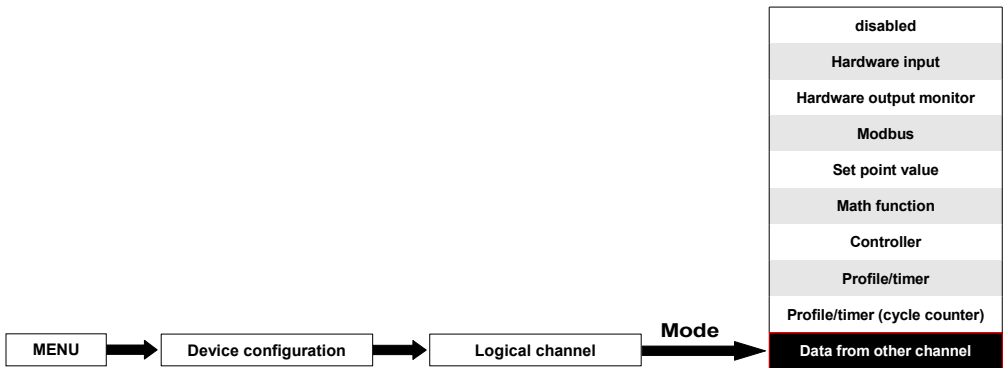 disabled
Hardware input
Hardware output monitor
Modbus
Set point value
Math function
Controller
Profile/timer
Profile/timer (cycle counter)
MENU
Device configuration
Logical channel
Mode
Data from other channel